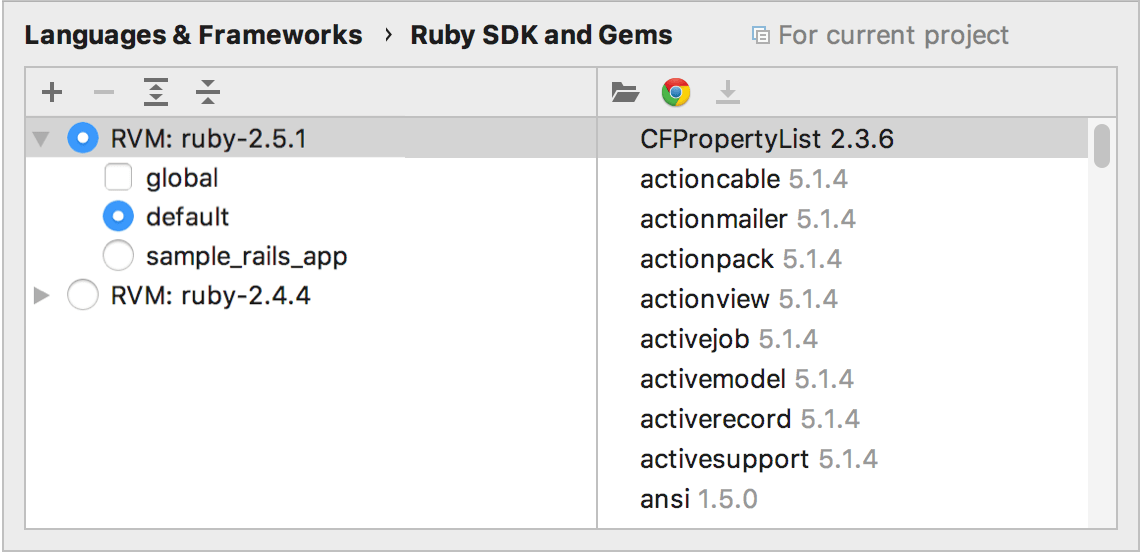 Languages & Frameworks › Ruby SDK and Gems For current project
RVM: ruby-2.5.1
global
default
sample_rails_app
RVM: ruby-2.4.4
CFPropertyList 2.3.6
actioncable 5.1.4
actionmailer 5.1.4
actionpack 5.1.4
actionview 5.1.4
activejob 5.1.4
activemodel 5.1.4
activerecord 5.1.4
activesupport 5.1.4
ansi 1.5.0